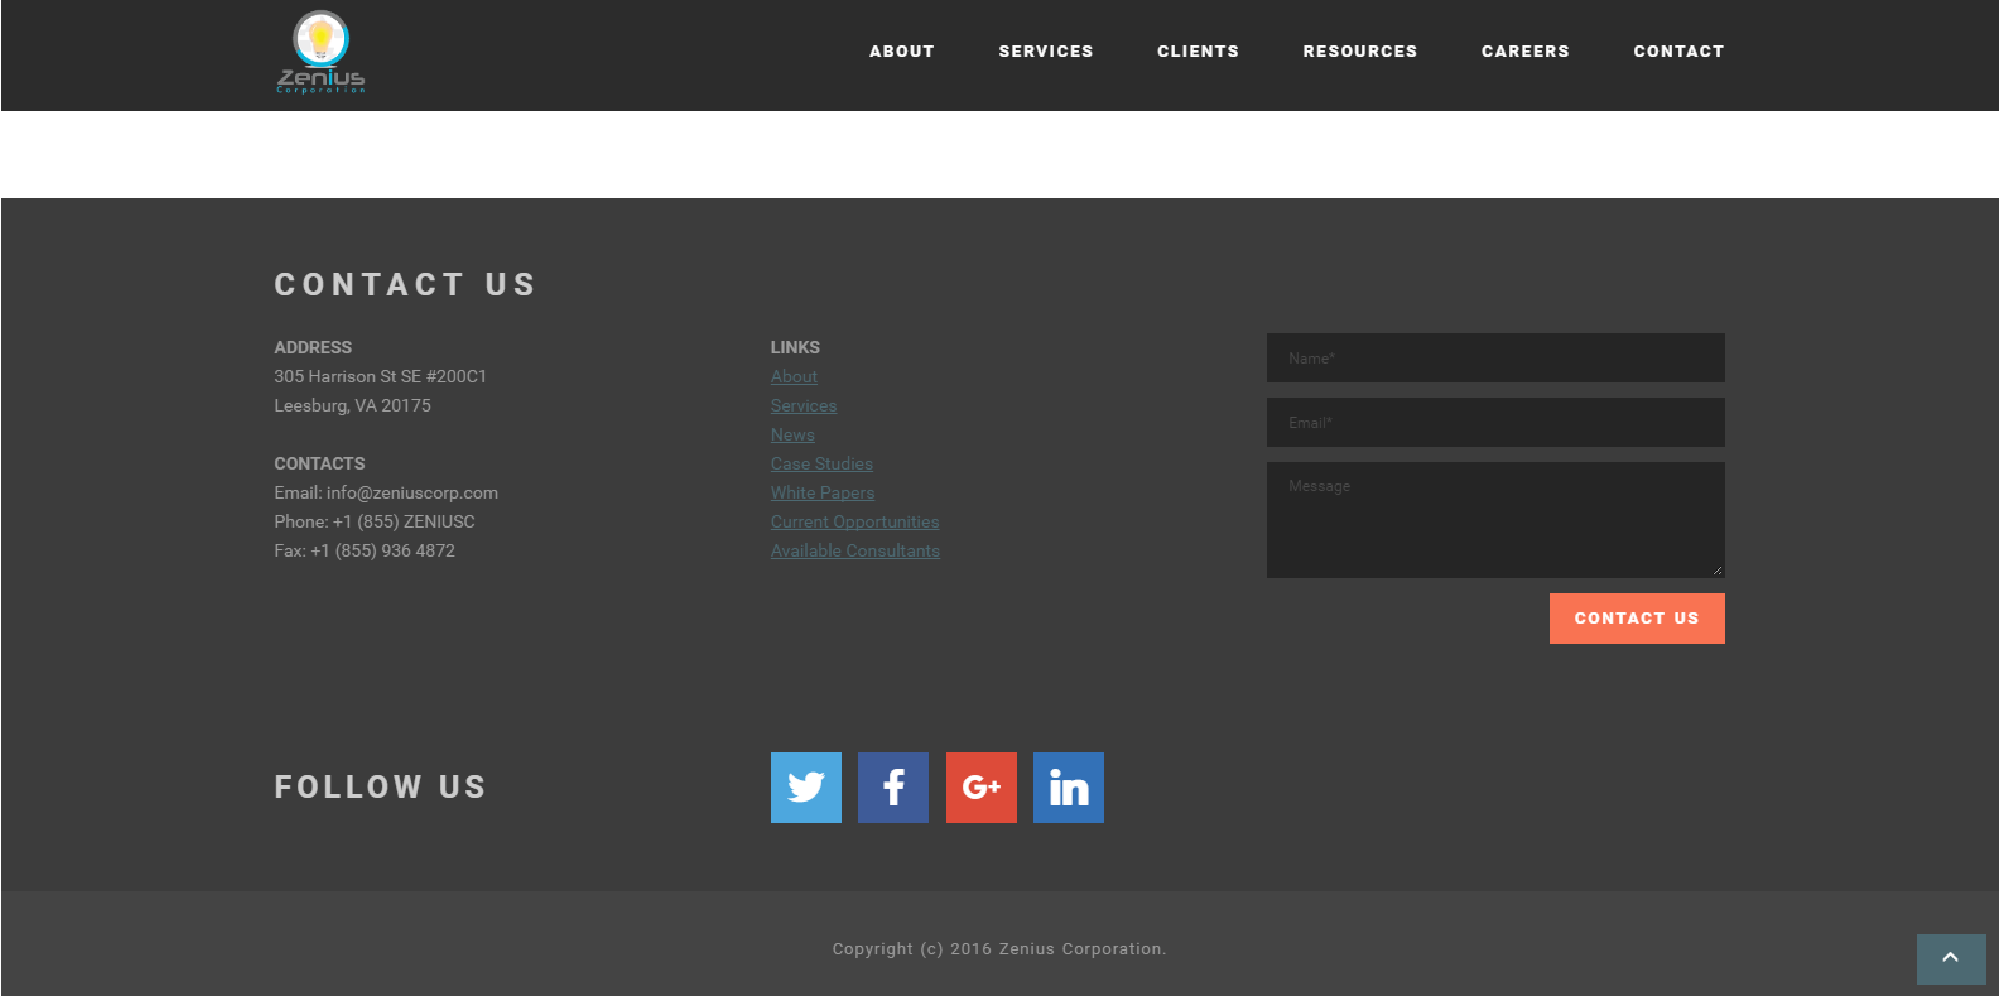 Zenius
Corporation
ABOUT SERVICES CLIENTS RESOURCES CAREERS CONTACT
CONTACT US
ADDRESS
305 Harrison St SE #200C1
Leesburg, VA 20175
CONTACTS
Email: info@zeniuscorp.com
Phone: +1 (855) ZENIUSC
Fax: +1 (855) 936 4872
LINKS
About
Services
News
Case Studies
White Papers
Current Opportunities
Available Consultants
Name*
Email*
Message
CONTACT US
FOLLOW US
f
G+
in
Copyright (c) 2016 Zenius Corporation.